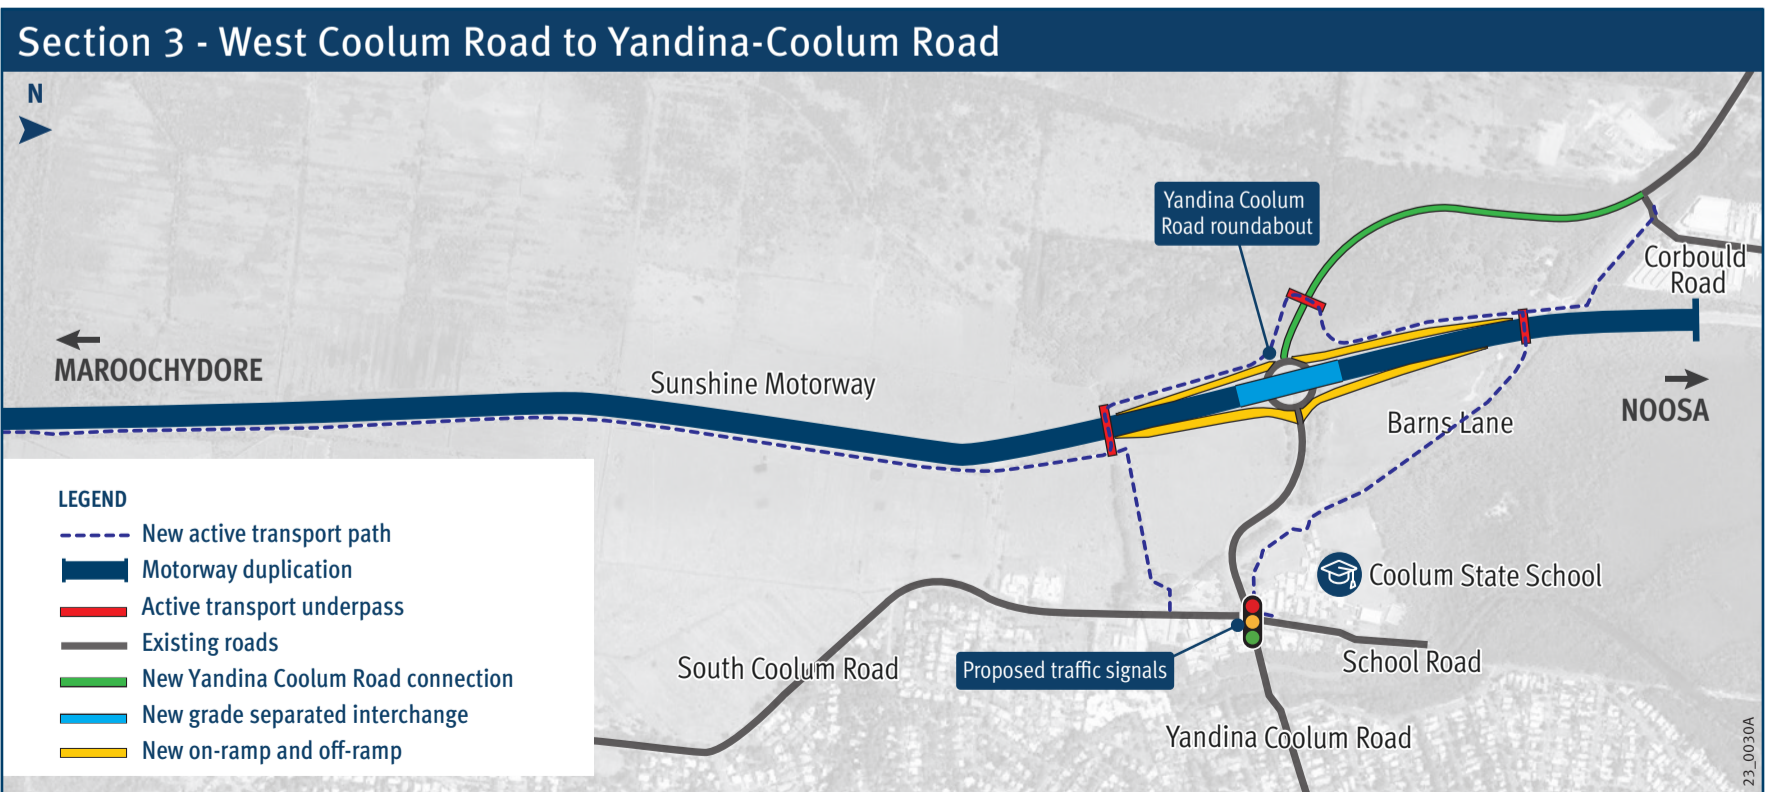 Section 3 - West Coolum Road to Yandina-Coolum Road
N
Yandina Coolum
Road roundabout
Corbould
Road
MAROOCHYDORE
Sunshine Motorway
NOOSA
Barns Lane
LEGEND
New active transport path
Motorway duplication
Active transport underpass
Existing roads
New Yandina Coolum Road connection
New grade separated interchange
New on-ramp and off-ramp
Coolum State School
South Coolum Road
Proposed traffic signals
School Road
Yandina Coolum Road
23_0030A